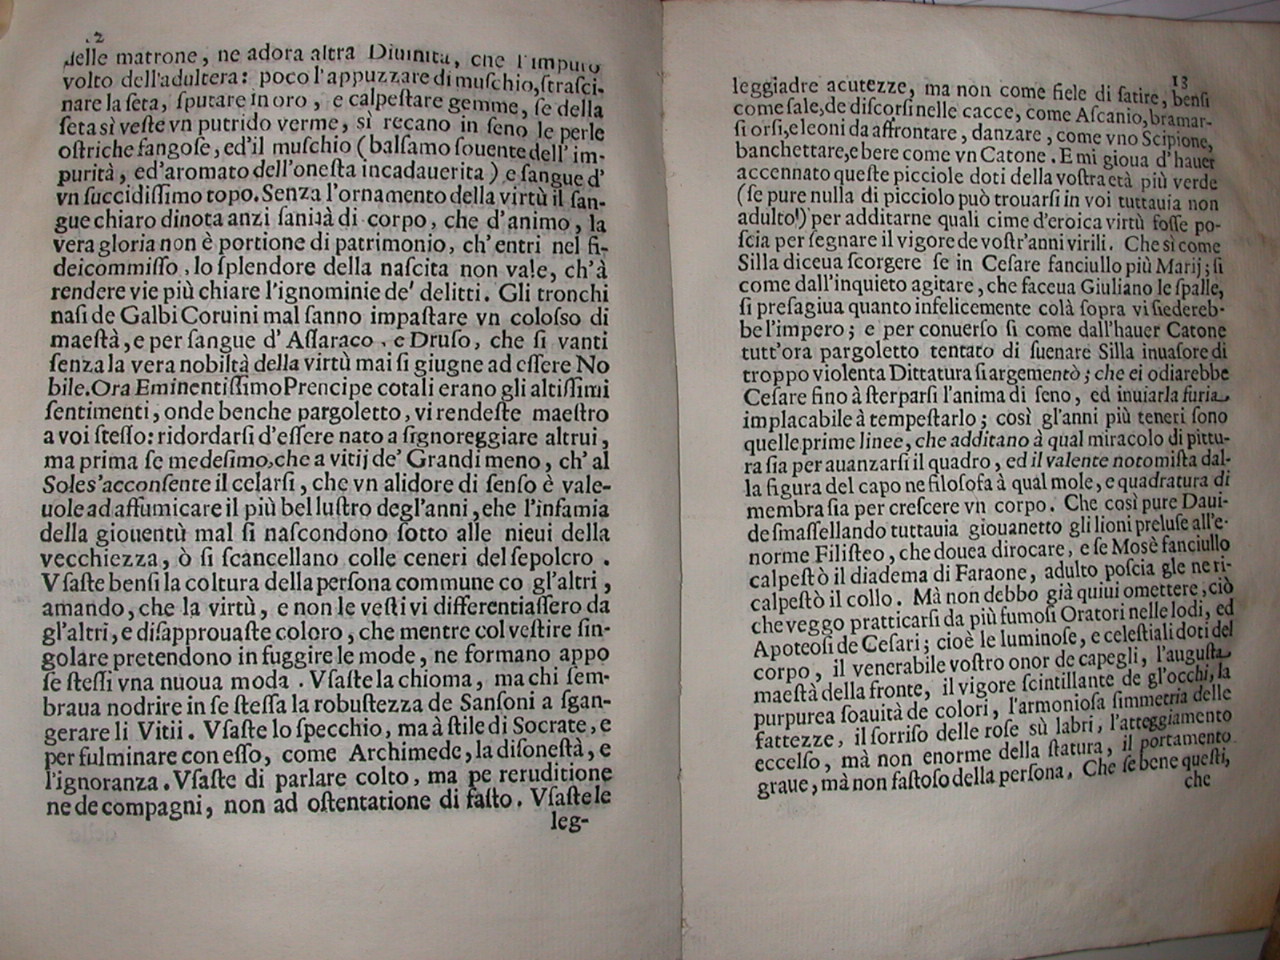 12
delle matrone, ne adora altra Diuinità, che l'impuro
volto dell'adultera: poco l'appuzzare di muſchio, ſtraſci-
nare la ſeta, ſputare in oro, e calpeſtare gemme, ſe della
ſeta sì veſte vn putrido verme, sì recano in ſeno le perle
oſtriche fangoſe, ed'il muſchio (balſamo ſouente dell' im-
purità, ed'aromato dell'oneſta incadauerita) e ſangue d'
vn ſuccidiſſimo topo. Senza l'ornamento della virtù il ſan-
gue chiaro dinota anzi ſanità di corpo, che d'animo, la
vera gloria non è portione di patrimonio, ch' entri nel fi-
deicommiſſo, lo ſplendore della naſcita non vale, ch'à
rendere vie più chiare l'ignominie de' delitti. Gli tronchi
naſi de Galbi Coruini mal ſanno impaſtare vn coloſſo di
maeſtà, e per ſangue d' Aſſaraco, e Druſo, che ſi vanti
ſenza la vera nobiltà della virtù mai ſi giugne ad eſſere No
bile. Ora Eminentiſſimo Prencipe cotali erano gli altiſſimi
ſentimenti, onde benche pargoletto, vi rendeſte maeſtro
a voi ſteſſo: ridordarſi d'eſſere nato a ſignoreggiare altrui,
ma prima ſe medeſimo, che a vitij de' Grandi meno, ch' al
Soles'acconſente il celarſi, che vn alidore di ſenſo è vale-
uole ad affumicare il più bel luſtro degl'anni, ehe l'infamia
della giouentù mal ſi naſcondono ſotto alle nieui della
vecchiezza, ò ſi ſcancellano colle ceneri del ſepolcro.
Vſaſte benſi la coltura della perſona commune co gl'altri,
amando, che la virtù, e non le veſti vi differentiaſſero da
gl'altri, e diſapprouaſte coloro, che mentre col veſtire ſin-
golare pretendono in fuggire le mode, ne formano appo
ſe ſteſſi vna nuoua moda. Vſaſte la chioma, ma chi ſem-
braua nodrire in ſe ſteſſa la robuſtezza de Sanſoni a ſgan-
gerare li Vitii. Vſaſte lo ſpecchio, ma à ſtile di Socrate, e
per fulminare con eſſo, come Archimede, la diſoneſtà, e
l'ignoranza. Vſaſte di parlare colto, ma pe reruditione
ne de compagni, non ad oſtentatione di faſto. Vſaſte le
leg-
13
leggiadre acutezze, ma non come fiele di ſatire, benſi
come ſale, de diſcorſi nelle cacce, come Aſcanio, bramar-
ſi orſi, e leoni da affrontare, danzare, come vno Scipione,
banchettare, e bere come vn Catone. E mi gioua d' hauer
accennato queſte picciole doti della voſtra età più verde
(ſe pure nulla di picciolo può trouarſi in voi tuttauia non
adulto!) per additarne quali cime d'eroica virtù foſſe po-
ſcia per ſegnare il vigore de voſtr'anni virili. Che sì come
Silla diceua ſcorgere ſe in Ceſare fanciullo più Marij; ſi
come dall'inquieto agitare, che faceua Giuliano le ſpalle,
ſi preſagiua quanto infelicemente colà ſopra vi ſiedereb-
be l'impero; e per conuerſo ſi come dall'hauer Catone
tutt'ora pargoletto tentato di ſuenare Silla inuaſore di
troppo violenta Dittatura ſi argementò; che ei odiarebbe
Ceſare fino à ſterparſi l'anima di ſeno, ed inuiarla furia
implacabile à tempeſtarlo; così gl'anni più teneri ſono
quelle prime linee, che additano à qual miracolo di pittu-
ra ſia per auanzarſi il quadro, ed il valente notomiſta dal-
la figura del capo ne filoſofa à qual mole, e quadratura di
membra ſia per creſcere vn corpo. Che così pure Daui-
de ſmaſſellando tuttauia giouanetto gli lioni preluſe all'e-
norme Filiſteo, che douea dirocare, e ſe Mosè fanciullo
calpeſtò il diadema di Faraone, adulto poſcia gle ne ri-
calpeſtò il collo. Mà non debbo già quiui omettere, ciò
che veggo pratticarſi da più fumoſi Oratori nelle lodi, ed
Apoteoſi de Ceſari; cioè le luminoſe, e celeſtiali doti del
corpo, il venerabile voſtro onor de capegli, l'auguſta
maeſtà della fronte, il vigore ſcintillante de gl'occhi, la
purpurea ſoauità de colori, l'armonioſa ſimmetria delle
fattezze, il ſorriſo delle roſe sù labri, l'atteggiamento
eccelſo, mà non enorme della ſtatura, il portamento
graue, mà non faſtoſo della perſona. Che ſe bene queſti,
che